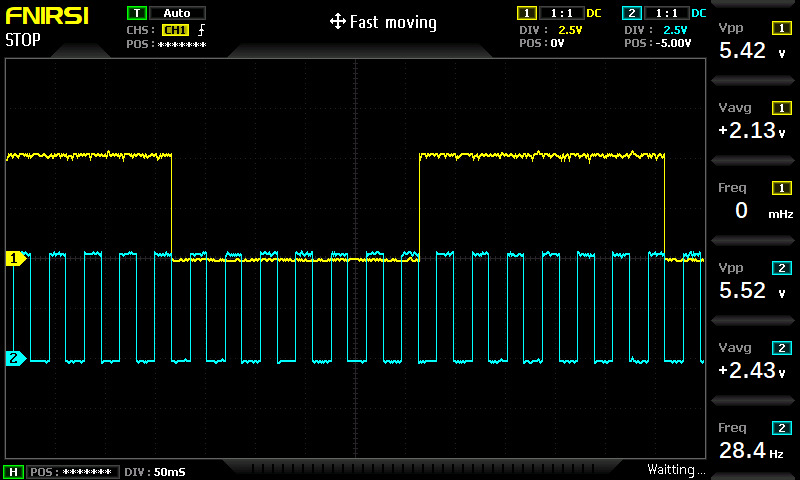 FNIRSI
STOP
T Auto
CHS: CH1
POS: *******
Fast moving
1 1:1 DC
DIV: 2.5V
POS: 0V
2 1:1 DC
DIV: 2.5V
POS: -5.00V
Vpp 1
5.42 V
Vavg 1
+2.13 V
Freq 1
0 mHz
Vpp 2
5.52 V
Vavg 2
+2.43 V
Freq 2
28.4 Hz
1
2
H POS: ******* DIV: 50mS
Waitting...